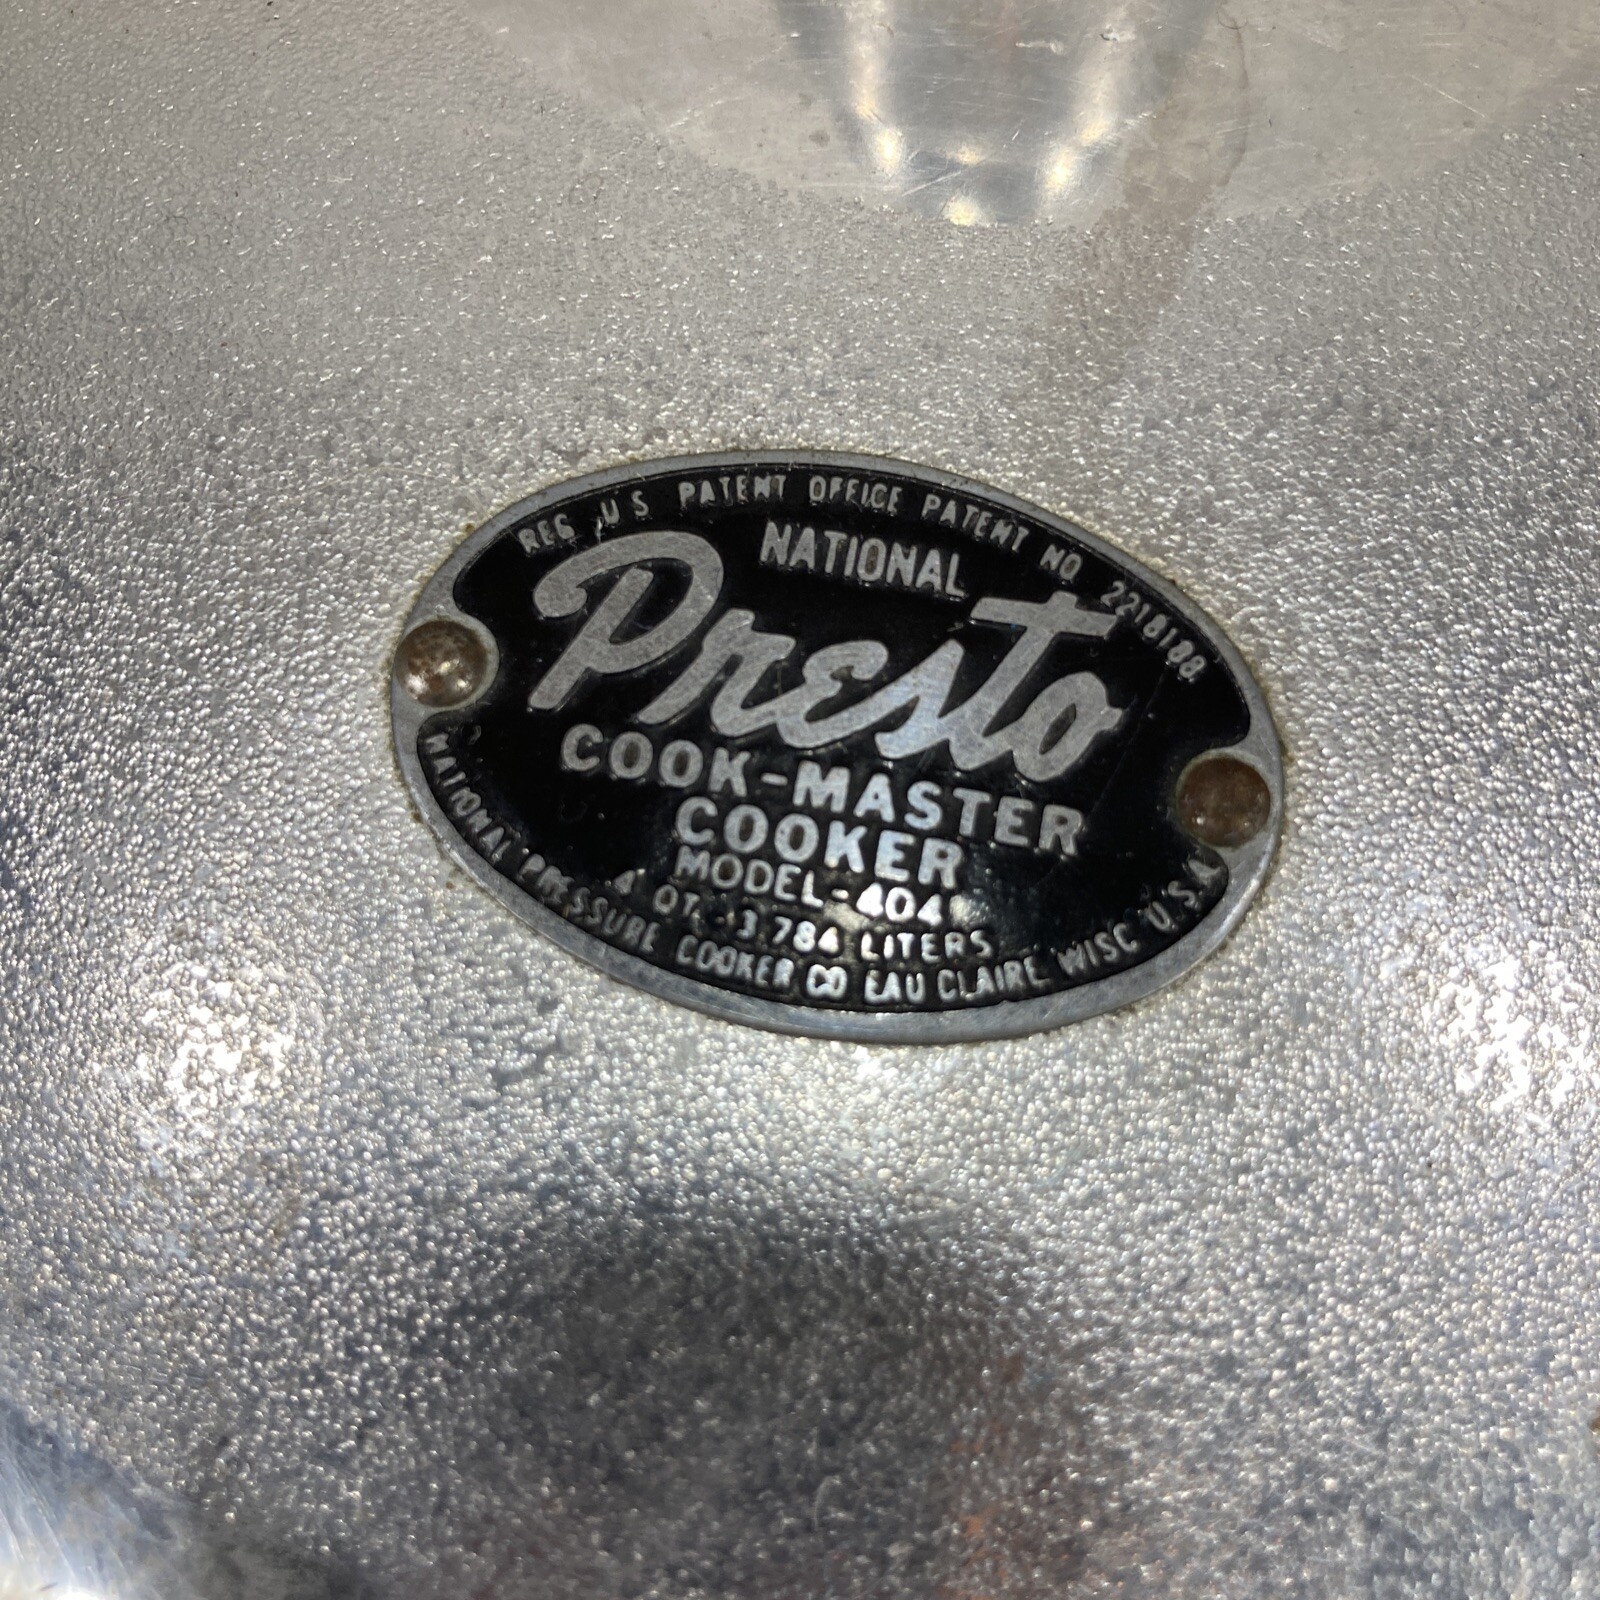 REG U S PATENT OFFICE PATENT NO 2218188
NATIONAL
Presto
COOK-MASTER
COOKER
MODEL-404
4 QT. - 3.784 LITERS
NATIONAL PRESSURE COOKER CO EAU CLAIRE, WISC U.S.A